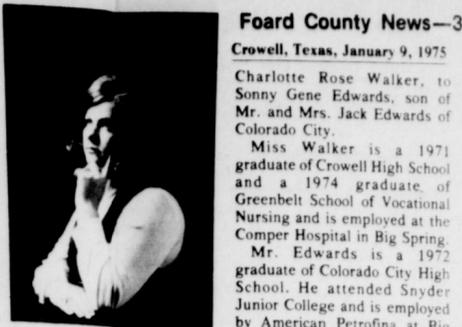 Foard County News—3
Crowell, Texas, January 9, 1975
Charlotte Rose Walker, to
Sonny Gene Edwards, son of
Mr. and Mrs. Jack Edwards of
Colorado City.
Miss Walker is a 1971
graduate of Crowell High School
and a 1974 graduate of
Greenbelt School of Vocational
Nursing and is employed at the
Comper Hospital in Big Spring.
Mr. Edwards is a 1972
graduate of Colorado City High
School. He attended Snyder
Junior College and is employed
by American Petrofina at Big